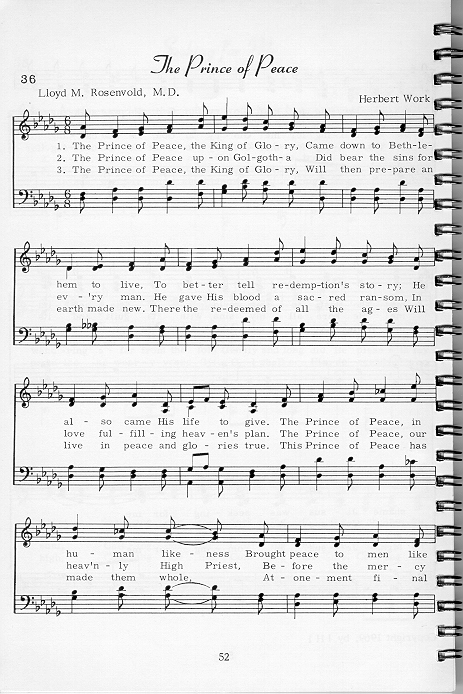 The Prince of Peace
36
Lloyd M. Rosenvold, M.D.
Herbert Work
1. The Prince of Peace, the King of Glo - ry, Came down to Beth-le-
2. The Prince of Peace up - on Gol-goth-a Did bear the sins for
3. The Prince of Peace, the King of Glo - ry, Will then pre-pare an
hem to live, To bet - ter tell re-demp-tion's sto - ry; He
ev - 'ry man. He gave His blood a sac - red ran-som, In
earth made new. There the re-deemed of all the ag - es Will
al - so came His life to give. The Prince of Peace, in
love ful - fill - ing heav - en's plan. The Prince of Peace, our
live in peace and glo - ries true. This Prince of Peace has
hu - man like - ness Brought peace to men like
heav'n - ly High Priest, Be - fore the mer - cy
made them whole, At - one - ment fi - nal
52